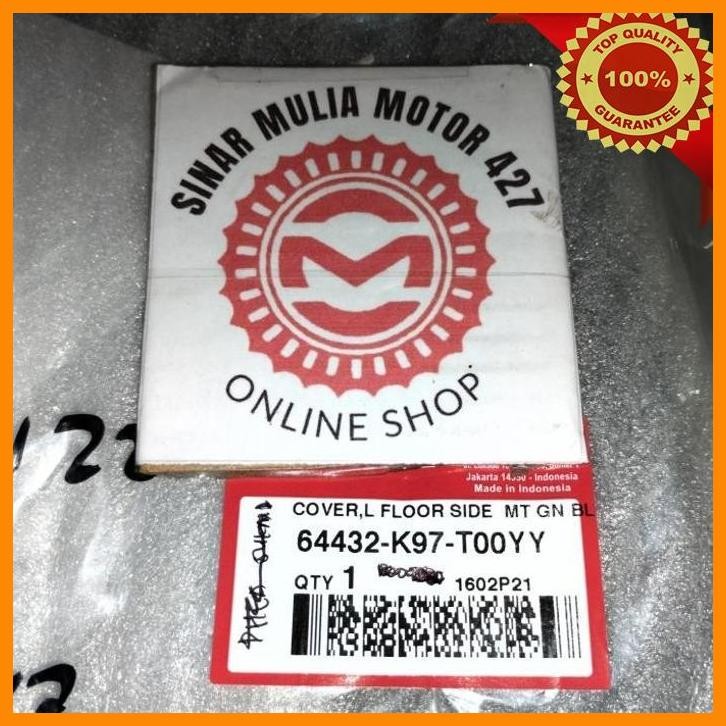 TOP QUALITY
100%
GUARANTEE
SINAR MULIA MOTOR 427
M
ONLINE SHOP
Jakarta 14350 - Indonesia
Made in Indonesia
COVER,L FLOOR SIDE MT GN BL
64432-K97-T00YY
QTY 1
1602P21